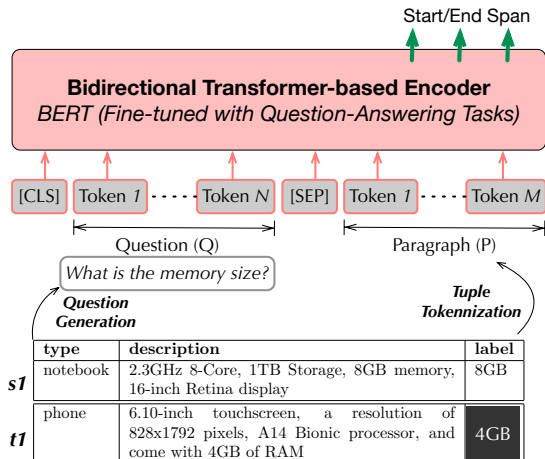 Start/End Span
Bidirectional Transformer-based Encoder
BERT (Fine-tuned with Question-Answering Tasks)
[CLS] Token 1 Token N [SEP] Token 1 Token M
Question (Q) Paragraph (P)
What is the memory size?
Question Generation
Tuple Tokennization
type description label
s1 notebook 2.3GHz 8-Core, 1TB Storage, 8GB memory, 8GB
16-inch Retina display
t1 phone 6.10-inch touchscreen, a resolution of
828x1792 pixels, A14 Bionic processor, and 4GB
come with 4GB of RAM